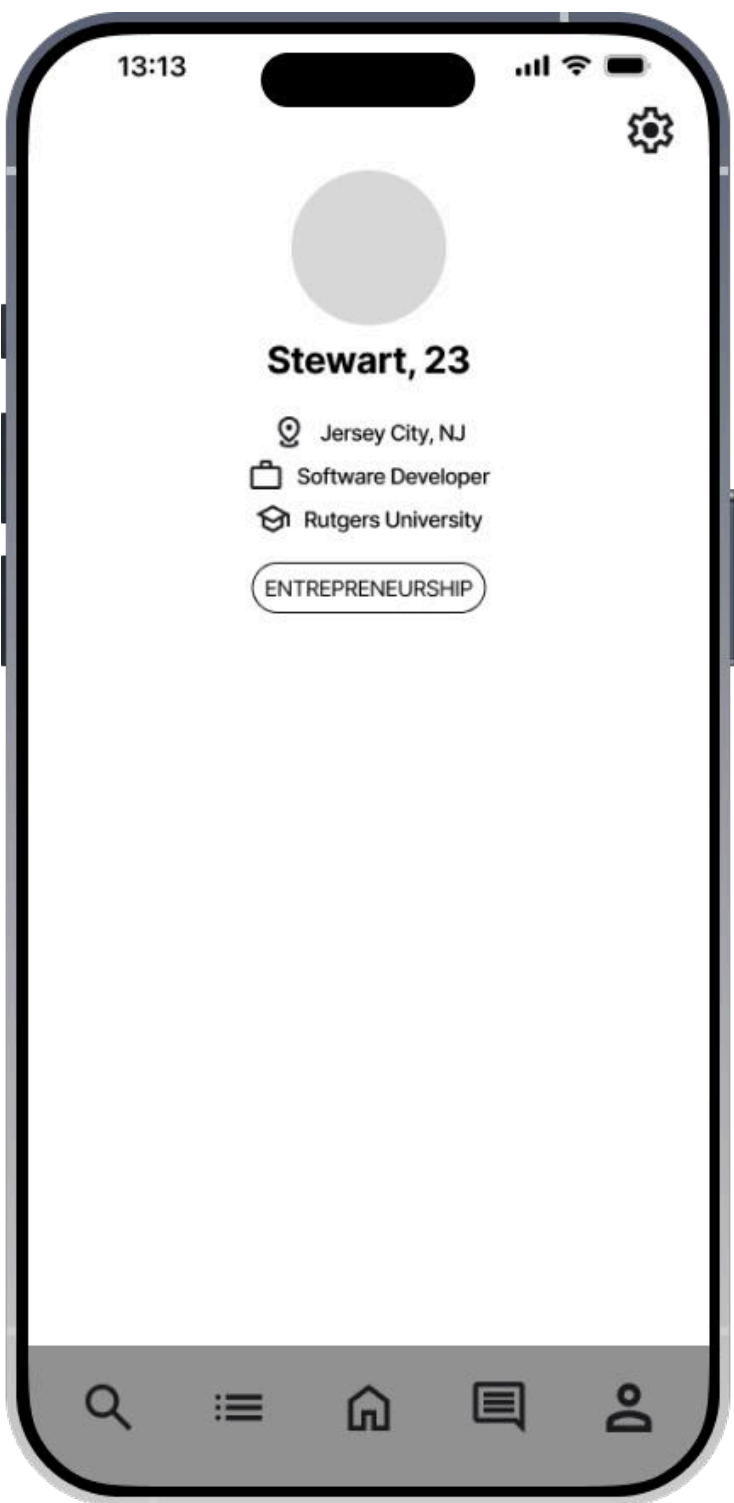 13:13
Stewart, 23
Jersey City, NJ
Software Developer
Rutgers University
ENTREPRENEURSHIP